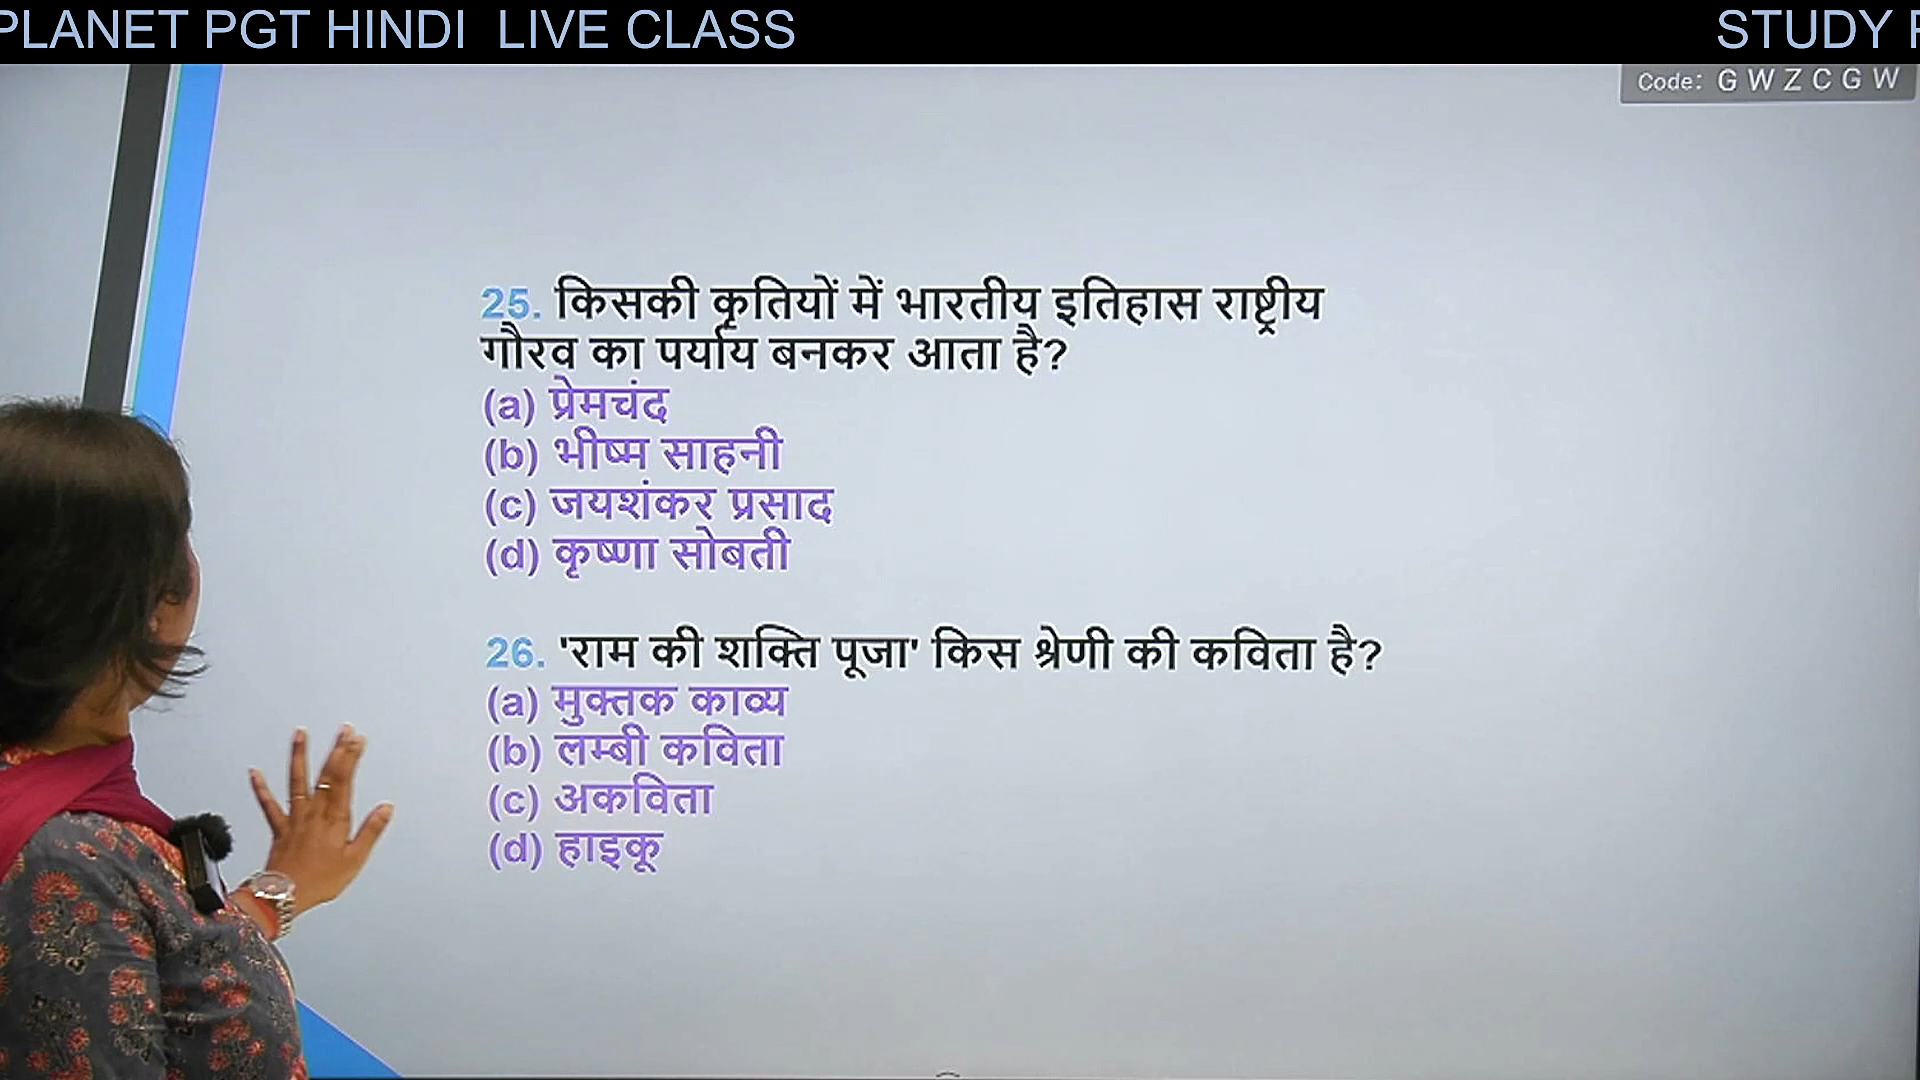 PLANET PGT HINDI LIVE CLASS
STUDY
Code: GWZCGW
25. किसकी कृतियों में भारतीय इतिहास राष्ट्रीय
गौरव का पर्याय बनकर आता है?
(a) प्रेमचंद
(b) भीष्म साहनी
(c) जयशंकर प्रसाद
(d) कृष्णा सोबती
26. 'राम की शक्ति पूजा' किस श्रेणी की कविता है?
(a) मुक्तक काव्य
(b) लम्बी कविता
(c) अकविता
(d) हाइकू